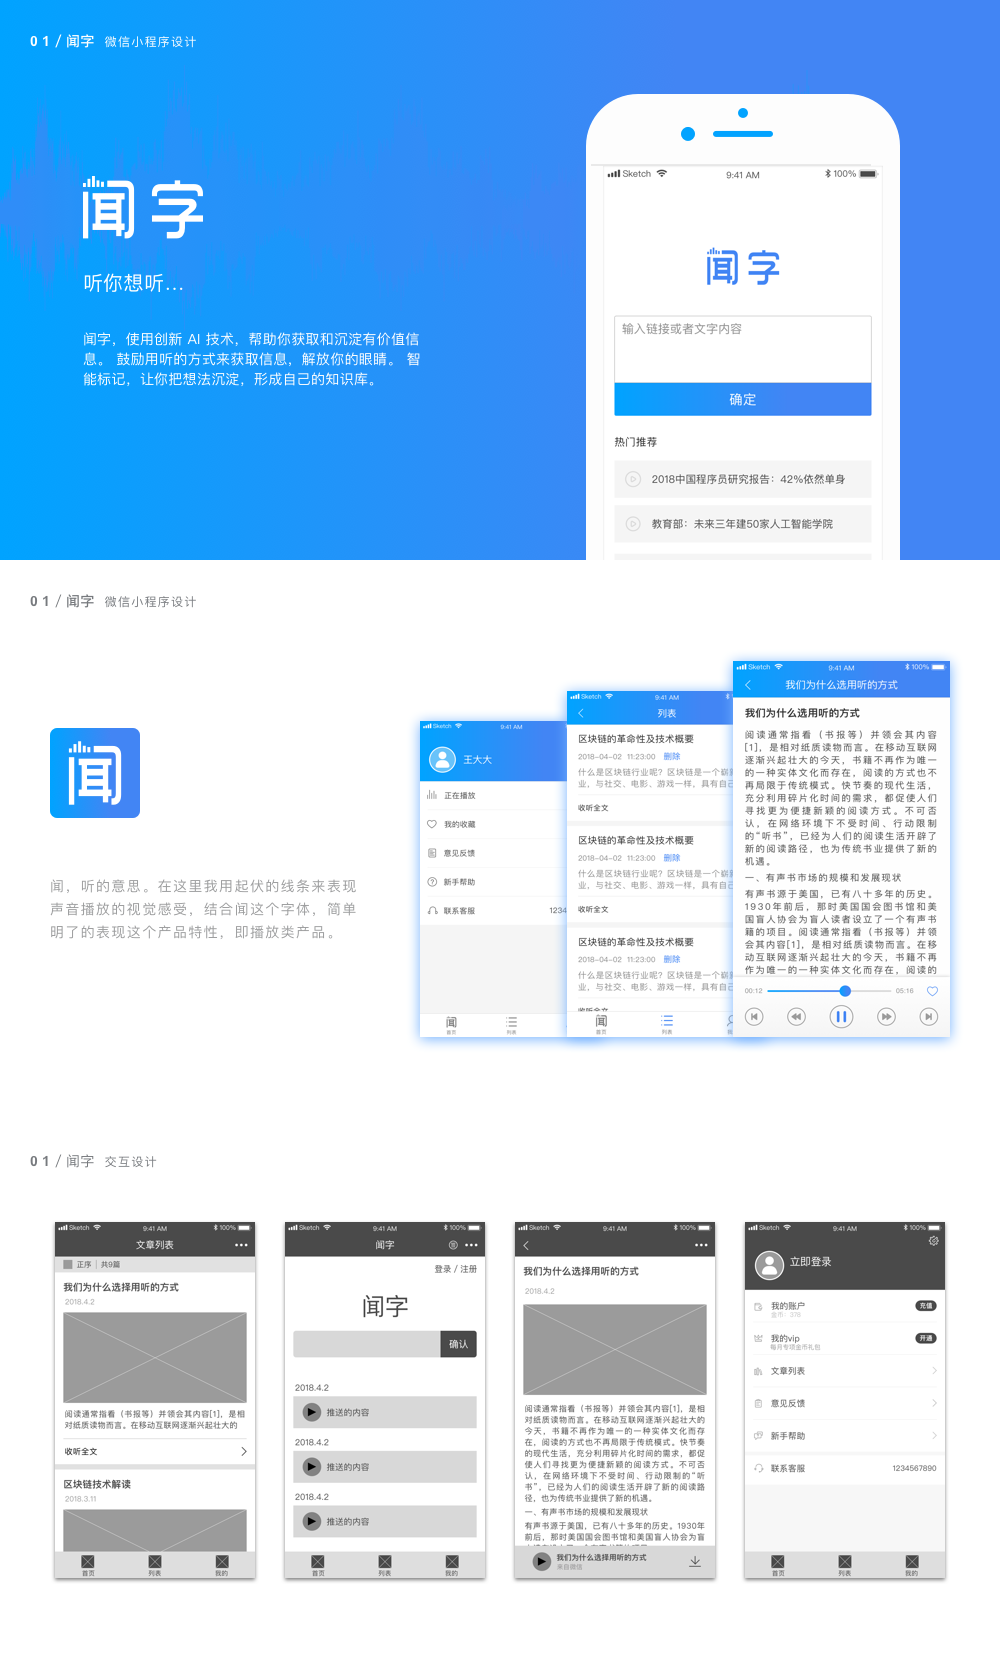 01 / 闻字 微信小程序设计
闻字
听你想听...
闻字，使用创新 AI 技术，帮助你获取和沉淀有价值信
息。 鼓励用听的方式来获取信息，解放你的眼睛。 智
能标记，让你把想法沉淀，形成自己的知识库。
Sketch 9:41 AM 100%
闻字
输入链接或者文字内容
确定
热门推荐
2018中国程序员研究报告：42%依然单身
教育部：未来三年建50家人工智能学院
01 / 闻字 微信小程序设计
闻
闻，听的意思。在这里我用起伏的线条来表现
声音播放的视觉感受，结合闻这个字体，简单
明了的表现这个产品特性，即播放类产品。
Sketch 9:41 AM
王大大
正在播放
我的收藏
意见反馈
新手帮助
联系客服 1234
闻
首页 列表
Sketch 9:41 AM
列表
区块链的革命性及技术概要
2018-04-02 11:23:00 删除
什么是区块链行业呢？区块链是一个崭
业，与社交、电影、游戏一样，具有自己
收听全文
区块链的革命性及技术概要
2018-04-02 11:23:00 删除
什么是区块链行业呢？区块链是一个崭
业，与社交、电影、游戏一样，具有自己
收听全文
区块链的革命性及技术概要
2018-04-02 11:23:00 删除
什么是区块链行业呢？区块链是一个崭
业，与社交、电影、游戏一样，具有自己
收听全文
闻
首页 列表
Sketch 9:41 AM 100%
我们为什么选用听的方式
我们为什么选用听的方式
阅读通常指看（书报等）并领会其内容
[1]，是相对纸质读物而言。在移动互联网
逐渐兴起壮大的今天，书籍不再作为唯一
的一种实体文化而存在，阅读的方式也不
再局限于传统模式。快节奏的现代生活，
充分利用碎片化时间的需求，都促使人们
寻找更为便捷新颖的阅读方式。不可否
认，在网络环境下不受时间、行动限制
的“听书”，已经为人们的阅读生活开辟了
新的阅读路径，也为传统书业提供了新的
机遇。
一、有声书市场的规模和发展现状
有声书源于美国，已有八十多年的历史。
1930年前后，那时美国国会图书馆和美
国盲人协会为盲人读者设立了一个有声书
籍的项目。阅读通常指看（书报等）并领
会其内容[1]，是相对纸质读物而言。在移
动互联网逐渐兴起壮大的今天，书籍不再
作为唯一的一种实体文化而存在，阅读的
00:12 05:16
01 / 闻字 交互设计
Sketch 9:41 AM 100%
文章列表
正序 | 共9篇
我们为什么选择用听的方式
2018.4.2
阅读通常指看（书报等）并领会其内容[1]，是相
对纸质读物而言。在移动互联网逐渐兴起壮大的
收听全文
区块链技术解读
2018.3.11
首页 列表 我的
Sketch 9:41 AM 100%
闻字
登录 / 注册
闻字
确认
2018.4.2
推送的内容
2018.4.2
推送的内容
2018.4.2
推送的内容
首页 列表 我的
Sketch 9:41 AM 100%
我们为什么选择用听的方式
2018.4.2
阅读通常指看（书报等）并领会其内容[1]，是相
对纸质读物而言。在移动互联网逐渐兴起壮大的
今天，书籍不再作为唯一的一种实体文化而存
在，阅读的方式也不再局限于传统模式。快节奏
的现代生活，充分利用碎片化时间的需求，都促
使人们寻找更为便捷新颖的阅读方式。不可否
认，在网络环境下不受时间、行动限制的“听
书”，已经为人们的阅读生活开辟了新的阅读路
径，也为传统书业提供了新的机遇。
一、有声书市场的规模和发展现状
有声书源于美国，已有八十多年的历史。1930年
前后，那时美国国会图书馆和美国盲人协会为盲
我们为什么选择用听的方式
来自微信
Sketch 9:41 AM 100%
立即登录
我的账户 充值
金币：376
我的vip 开通
每月专项金币礼包
文章列表
意见反馈
新手帮助
联系客服 1234567890
首页 列表 我的